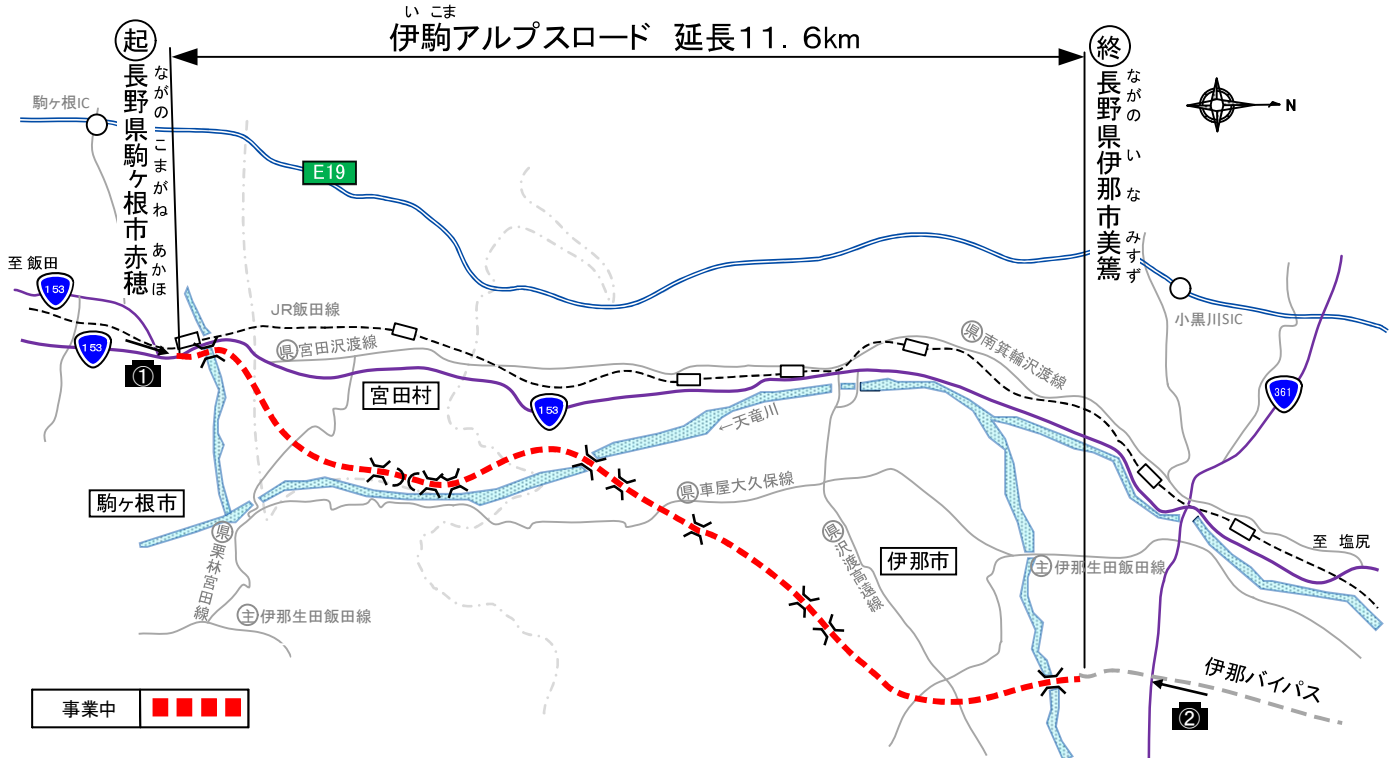 いこま
伊駒アルプスロード 延長11.6km
起
長野県駒ヶ根市赤穂
ながの こまがね あかほ
終
長野県伊那市美篶
ながの いな みすず
N
駒ヶ根IC
E19
至 飯田
153
153
①
JR飯田線
県宮田沢渡線
宮田村
153
←天竜川
県南箕輪沢渡線
小黒川SIC
361
駒ヶ根市
県車屋大久保線
県栗林宮田線
県沢渡高遠線
伊那市
至 塩尻
主伊那生田飯田線
主伊那生田飯田線
伊那バイパス
②
事業中